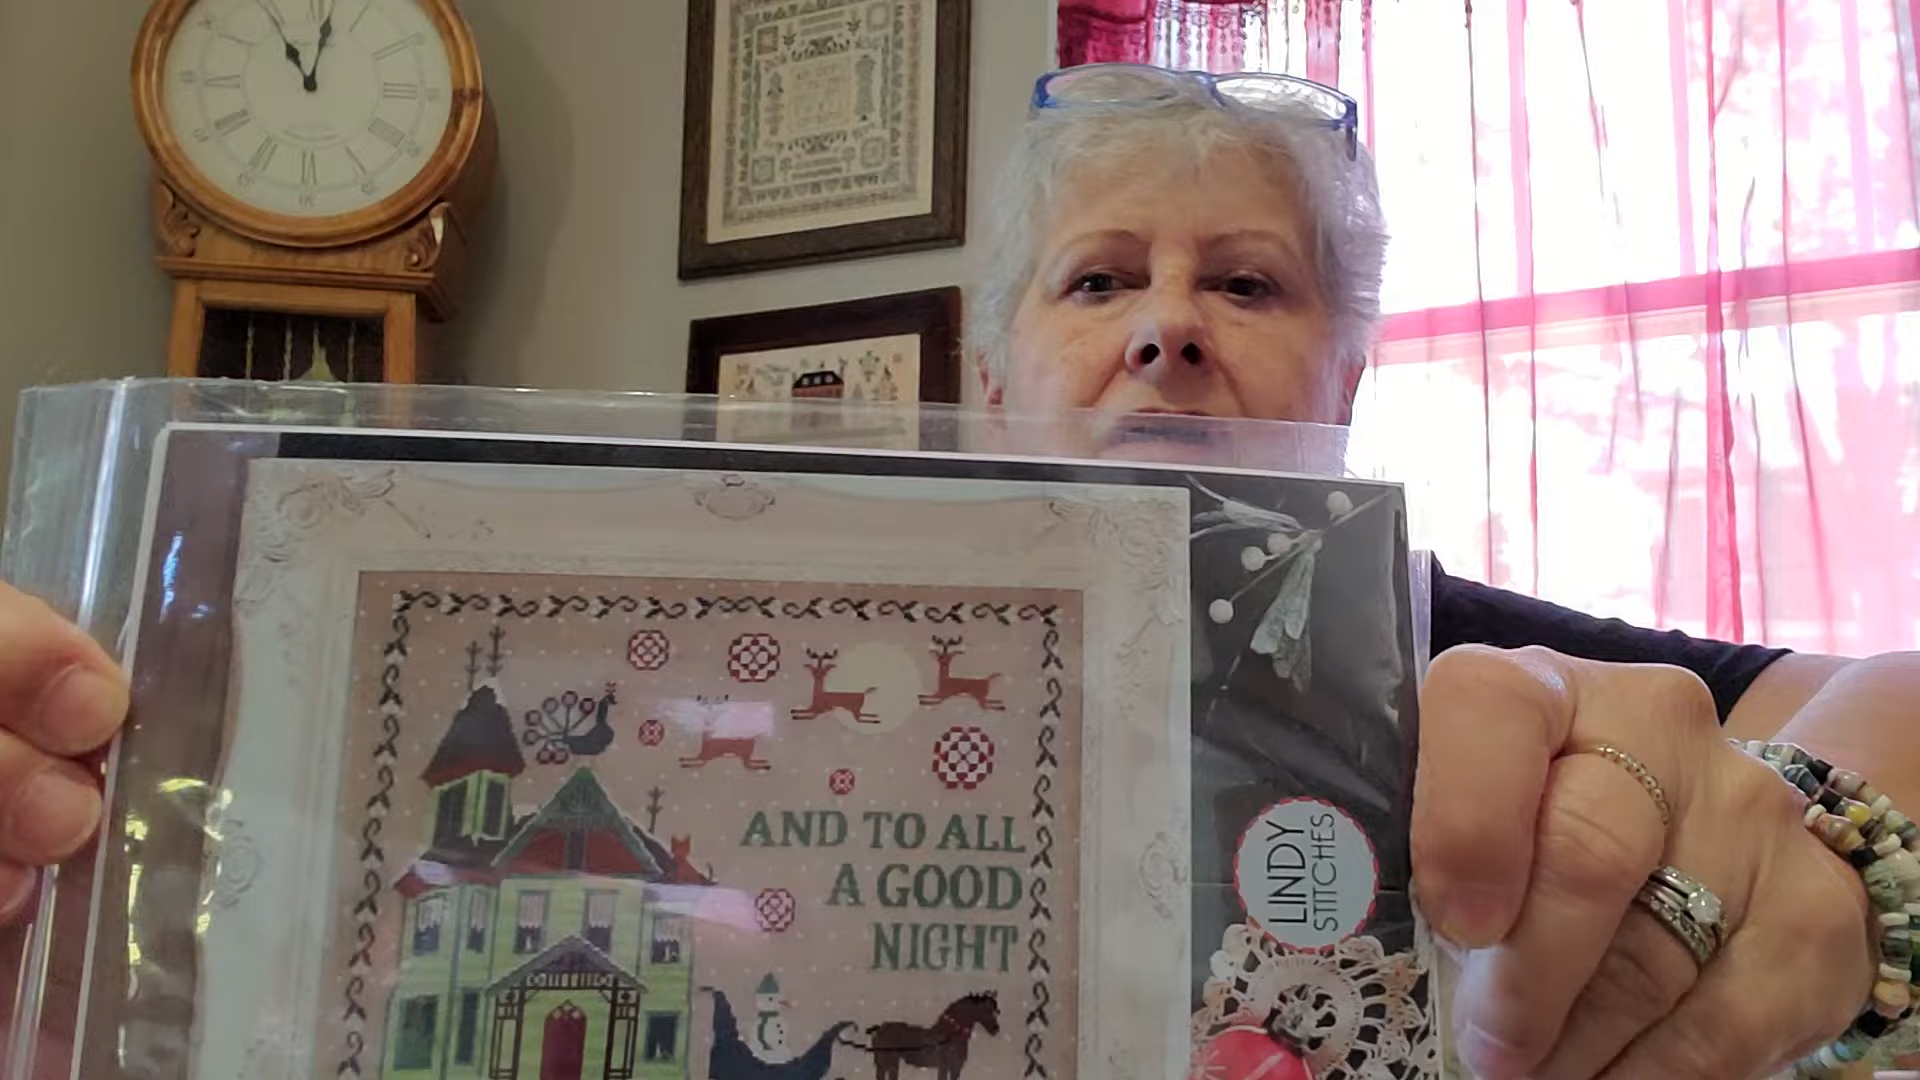 AND TO ALL
A GOOD
NIGHT
LINDY
STITCHES